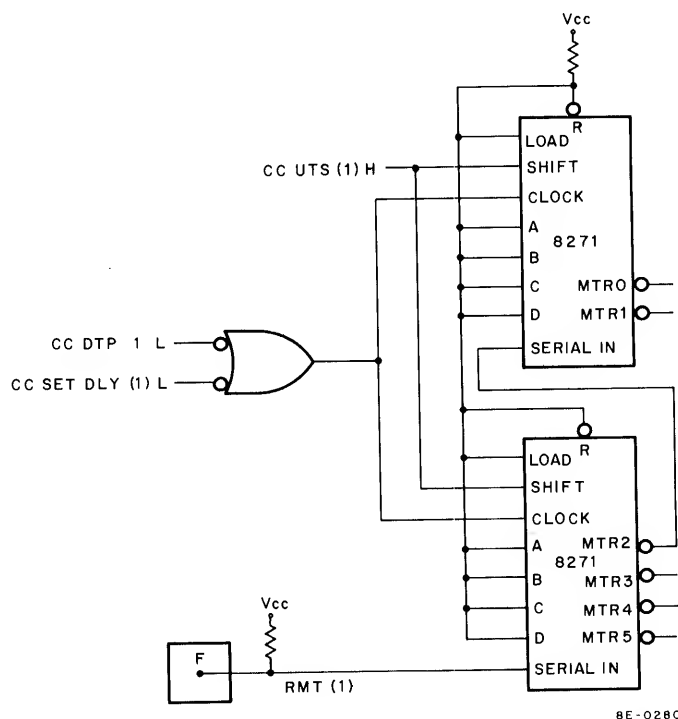 Vcc
R
LOAD
CC UTS (1) H
SHIFT
CLOCK
A
8271
B
C
MTR0
D
MTR1
CC DTP 1 L
SERIAL IN
CC SET DLY (1) L
R
LOAD
SHIFT
CLOCK
A
MTR2
8271
B
MTR3
C
MTR4
D
MTR5
Vcc
F
SERIAL IN
RMT (1)
8E-0280